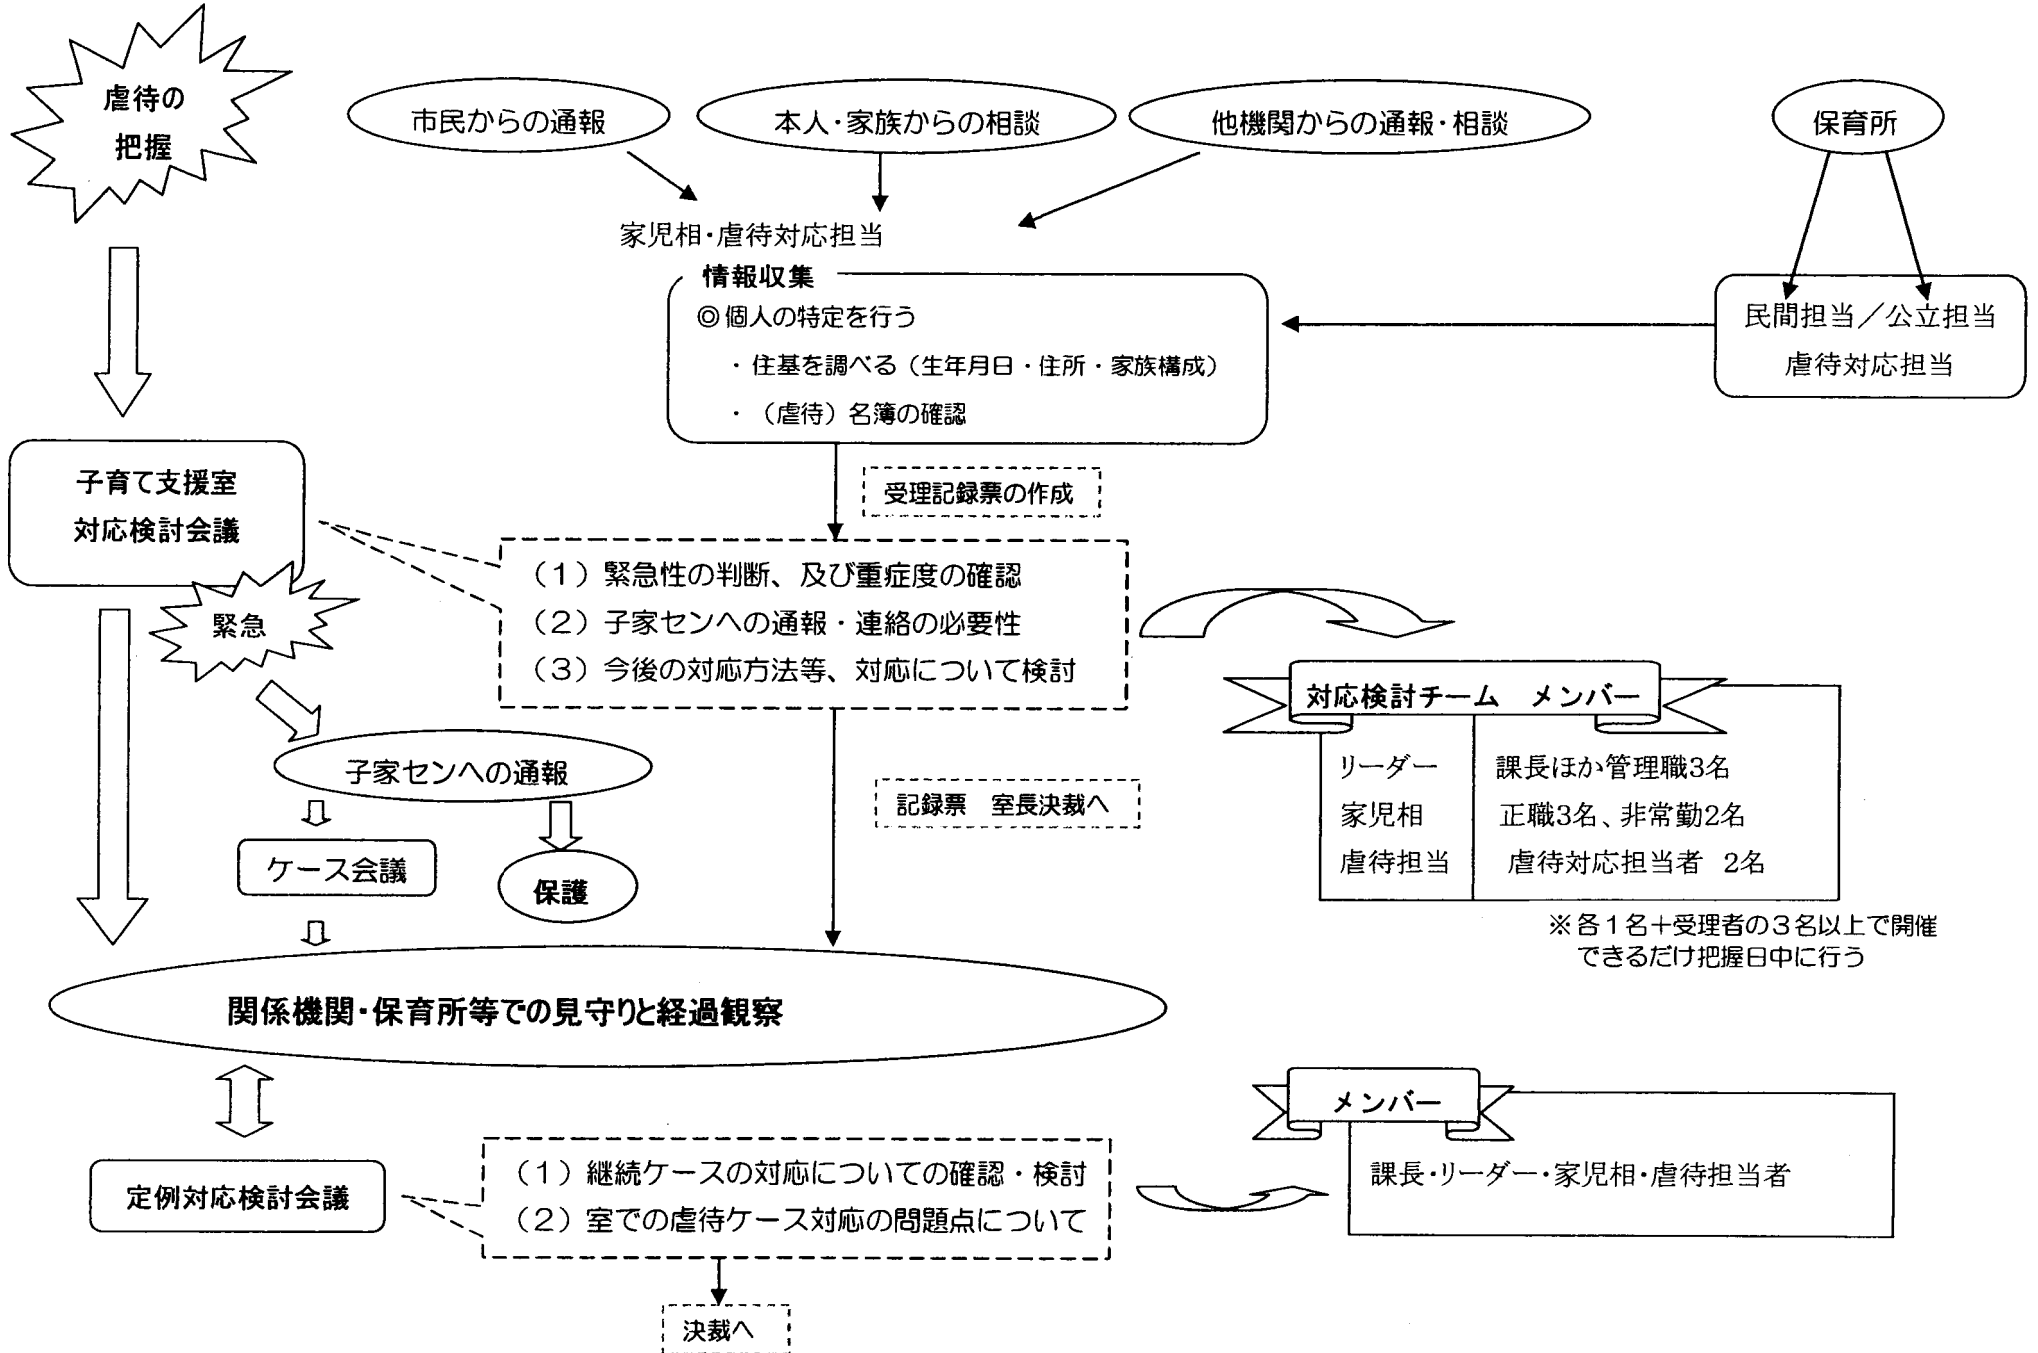 虐待の
把握
市民からの通報
本人・家族からの相談
他機関からの通報・相談
保育所
家児相・虐待対応担当
情報収集
◎個人の特定を行う
・住基を調べる（生年月日・住所・家族構成）
・（虐待）名簿の確認
民間担当／公立担当
虐待対応担当
受理記録票の作成
子育て支援室
対応検討会議
緊急
（１）緊急性の判断、及び重症度の確認
（２）子家センへの通報・連絡の必要性
（３）今後の対応方法等、対応について検討
対応検討チーム　メンバー
リーダー　課長ほか管理職3名
家児相　正職3名、非常勤2名
虐待担当　虐待対応担当者 2名
※各１名＋受理者の３名以上で開催
できるだけ把握日中に行う
子家センへの通報
記録票　室長決裁へ
ケース会議
保護
関係機関・保育所等での見守りと経過観察
定例対応検討会議
（１）継続ケースの対応についての確認・検討
（２）室での虐待ケース対応の問題点について
メンバー
課長・リーダー・家児相・虐待担当者
決裁へ